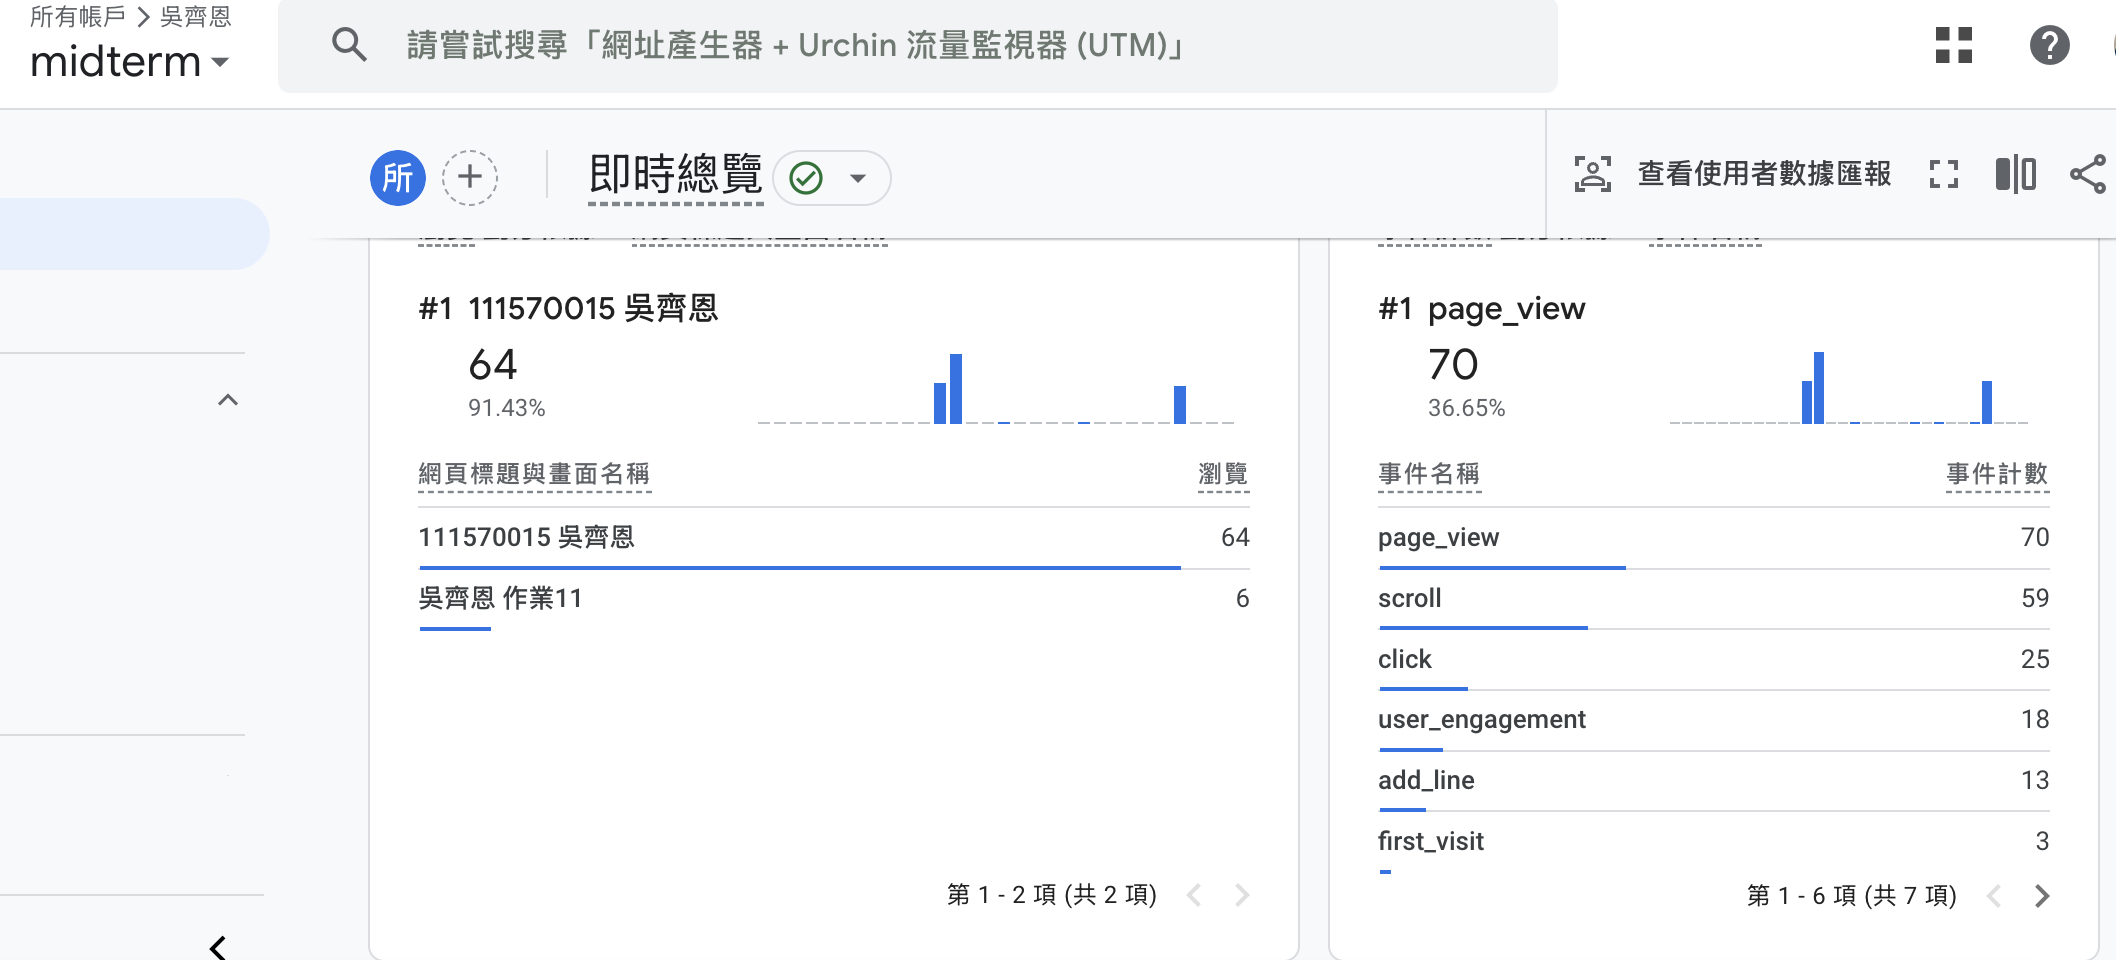 所有帳戶 > 吳齊恩
midterm
請嘗試搜尋「網址產生器 + Urchin 流量監視器 (UTM)」
所
即時總覽
查看使用者數據匯報
#1 111570015 吳齊恩
64
91.43%
網頁標題與畫面名稱 瀏覽
111570015 吳齊恩 64
吳齊恩 作業11 6
第 1 - 2 項 (共 2 項)
#1 page_view
70
36.65%
事件名稱 事件計數
page_view 70
scroll 59
click 25
user_engagement 18
add_line 13
first_visit 3
第 1 - 6 項 (共 7 項)